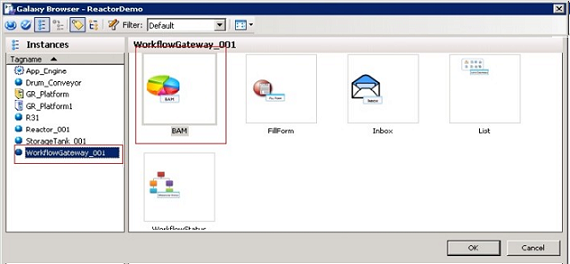 Galaxy Browser - ReactorDemo
Filter: Default
Instances
WorkflowGateway_001
Tagname
App_Engine
Drum_Conveyor
GR_Platform
GR_Platform1
R31
Reactor_001
StorageTank_001
WorkflowGateway_001
BAM
BAM
FillForm
Inbox
List
WorkflowStatus
OK
Cancel